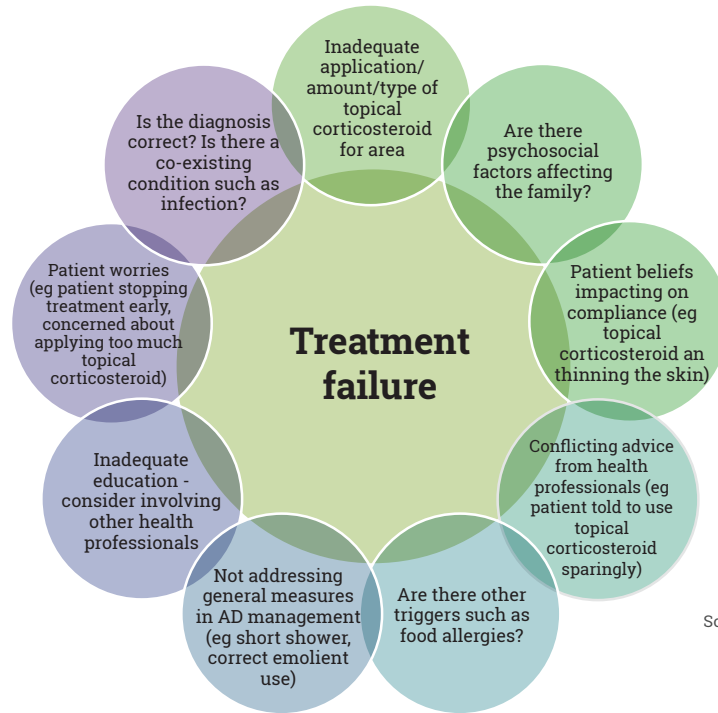 Treatment
failure
Inadequate
application/
amount/type of
topical
corticosteroid
for area
Are there
psychosocial
factors affecting
the family?
Patient beliefs
impacting on
compliance (eg
topical
corticosteroid an
thinning the skin)
Conflicting advice
from health
professionals (eg
patient told to use
topical
corticosteroid
sparingly)
Are there other
triggers such as
food allergies?
Not addressing
general measures
in AD management
(eg short shower,
correct emolient
use)
Inadequate
education -
consider involving
other health
professionals
Patient worries
(eg patient stopping
treatment early,
concerned about
applying too much
topical
corticosteroid)
Is the diagnosis
correct? Is there a
co-existing
condition such as
infection?